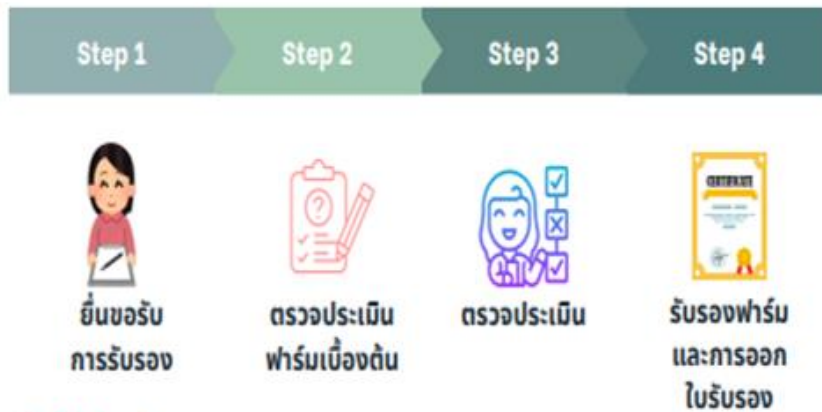 Step 1
Step 2
Step 3
Step 4
CERTIFICATE
ยื่นขอรับ
การรับรอง
ตรวจประเมิน
ฟาร์มเบื้องต้น
ตรวจประเมิน
รับรองฟาร์ม
และการออก
ใบรับรอง